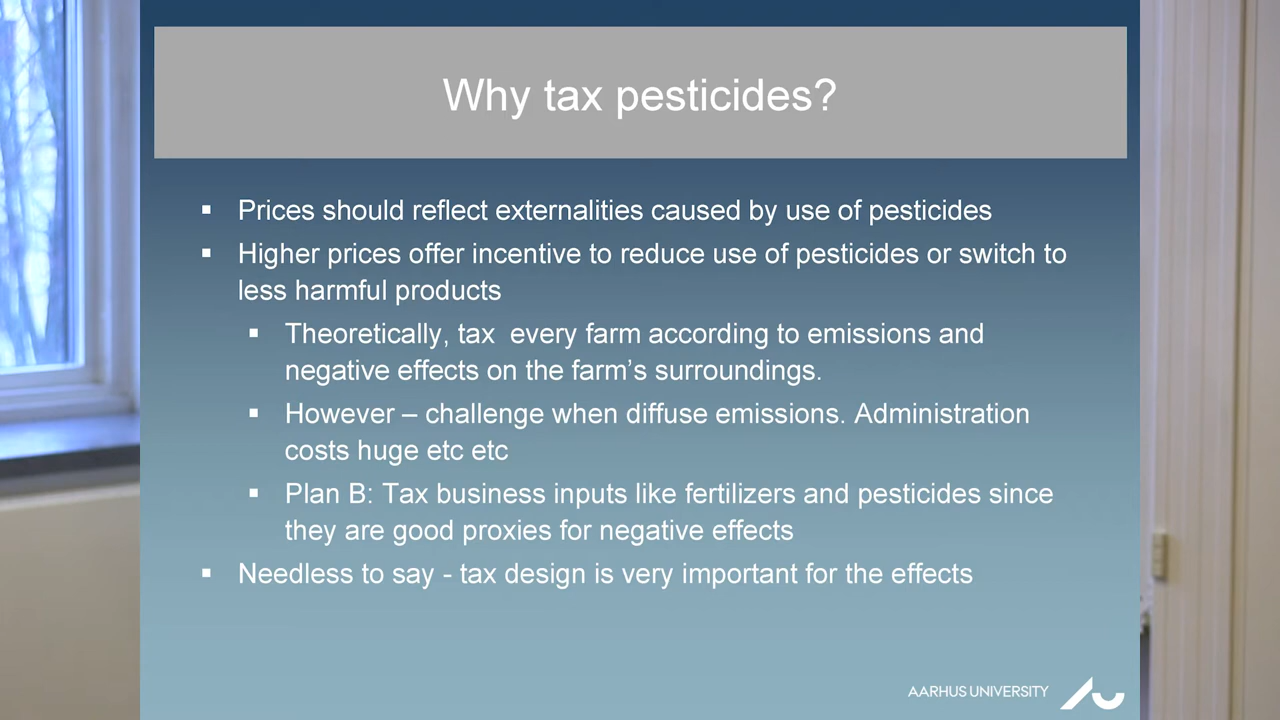 Why tax pesticides?
▪ Prices should reflect externalities caused by use of pesticides
▪ Higher prices offer incentive to reduce use of pesticides or switch to
less harmful products
▪ Theoretically, tax  every farm according to emissions and
negative effects on the farm’s surroundings.
▪ However – challenge when diffuse emissions. Administration
costs huge etc etc
▪ Plan B: Tax business inputs like fertilizers and pesticides since
they are good proxies for negative effects
▪ Needless to say - tax design is very important for the effects
AARHUS UNIVERSITY